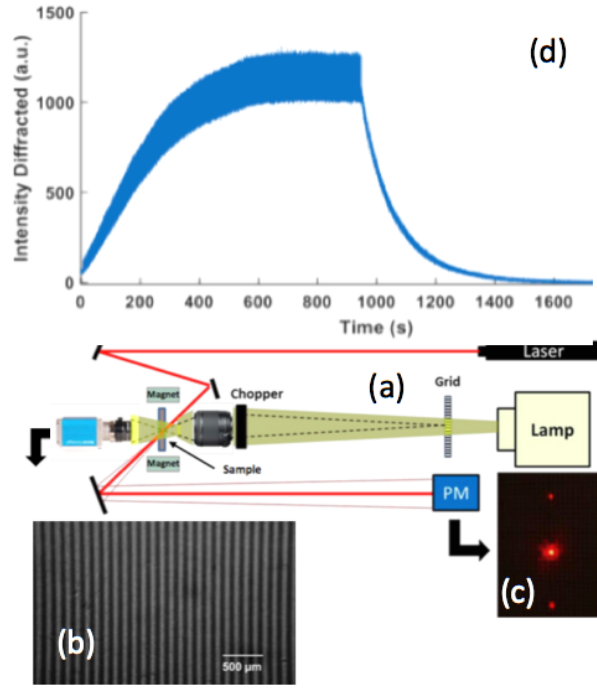 1500
(d)
Intensity Diffracted (a.u.)
1000
500
0
0 200 400 600 800 1000 1200 1400 1600
Time (s)
Laser
(a)
Magnet
Chopper
Grid
Lamp
Magnet
Sample
PM
(b)
500 µm
(c)